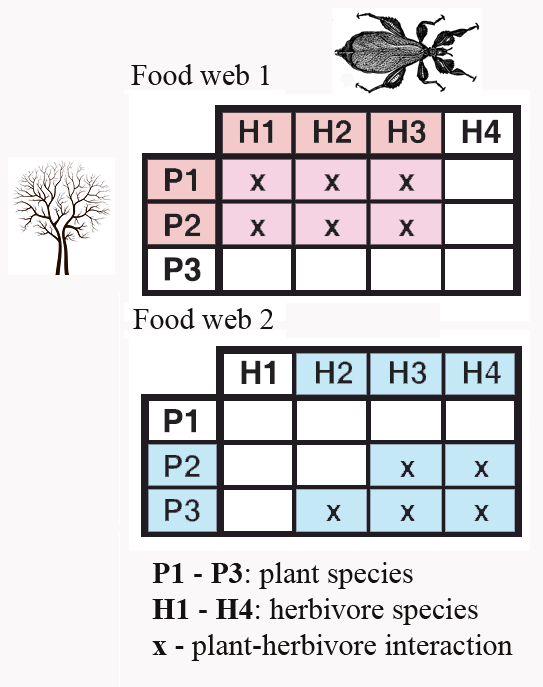 Food web 1
H1 H2 H3 H4
P1 x x x
P2 x x x
P3
Food web 2
H1 H2 H3 H4
P1
P2 x x
P3 x x x
P1 - P3: plant species
H1 - H4: herbivore species
x - plant-herbivore interaction